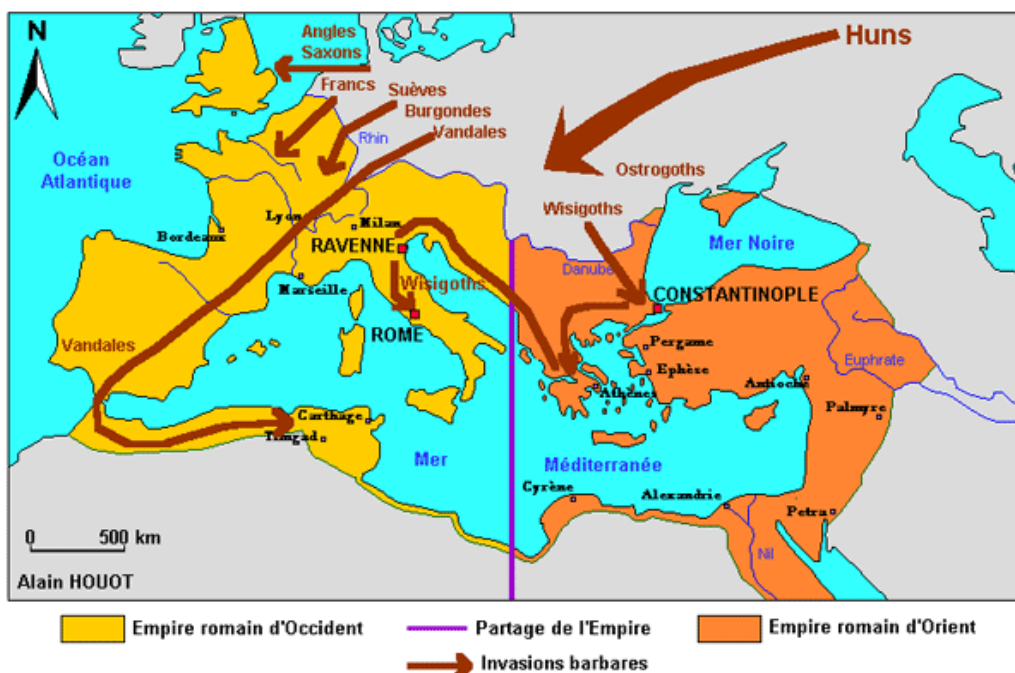 N
Angles
Saxons
Huns
Francs
Suèves
Burgondes
Vandales
Rhin
Océan
Atlantique
Ostrogoths
Wisigoths
Lyon
Milan
Bordeaux
RAVENNE
Mer Noire
Danube
Marseille
Wisigoths
CONSTANTINOPLE
ROME
Vandales
Pergame
Ephèse
Euphrate
Athènes
Antioche
Carthage
Palmyre
Timgad
Mer
Méditerranée
Cyrène
Alexandrie
Petra
0 500 km
Nil
Alain HOUOT
Empire romain d'Occident
Partage de l'Empire
Empire romain d'Orient
Invasions barbares